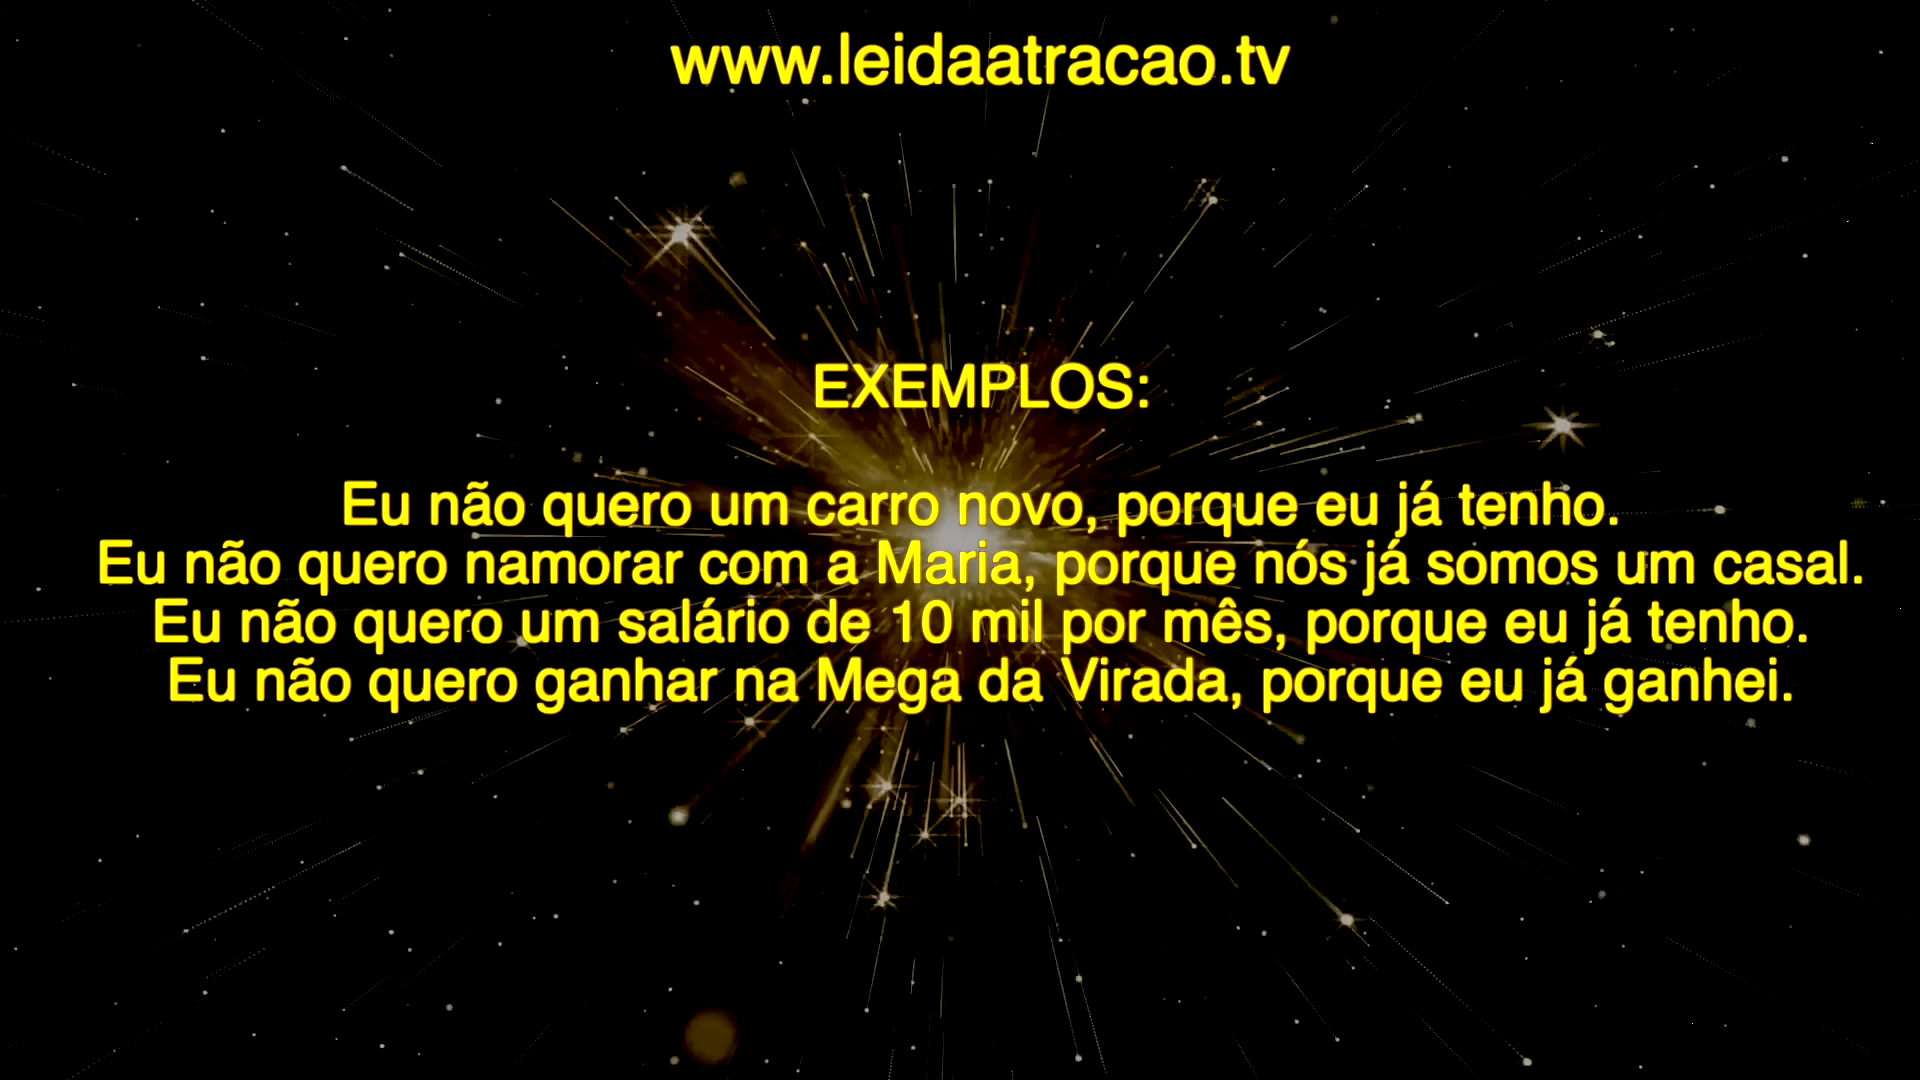 www.leidaatracao.tv
EXEMPLOS:
Eu não quero um carro novo, porque eu já tenho.
Eu não quero namorar com a Maria, porque nós já somos um casal.
Eu não quero um salário de 10 mil por mês, porque eu já tenho.
Eu não quero ganhar na Mega da Virada, porque eu já ganhei.